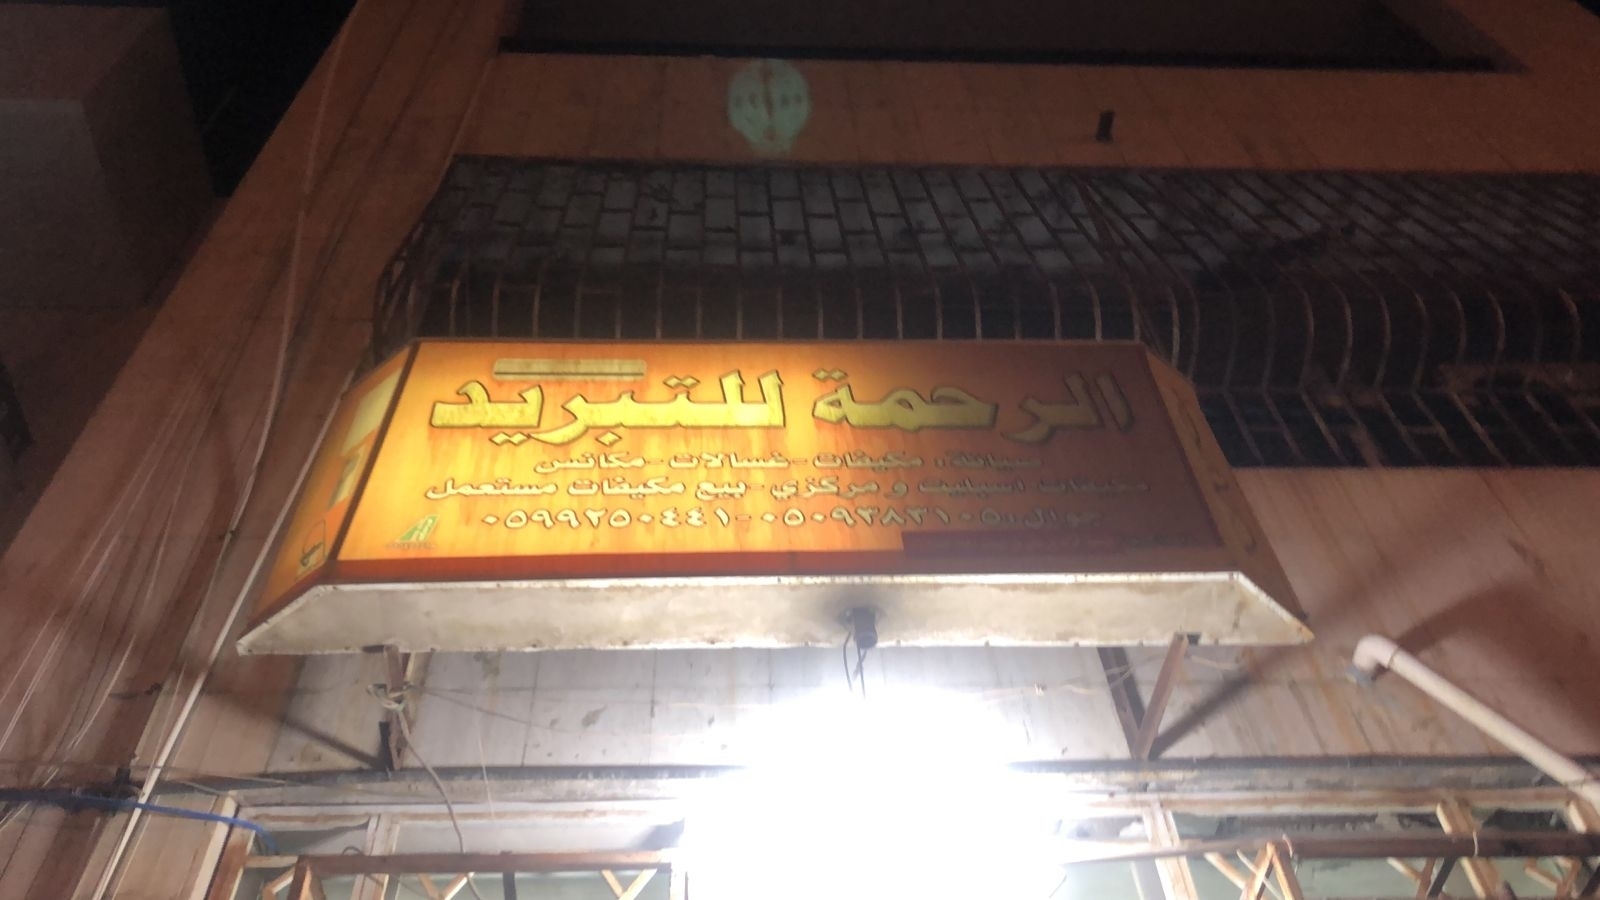 الرحمة للتبريد
صيانة، مكيفات - غسالات - مكانس
مكيفات اسبليت و مركزي - بيع مكيفات مستعمل
جوال،، ٠٥٠٩٣٨٣١٠٥ - ٠٥٩٩٢٥٠٤٤١